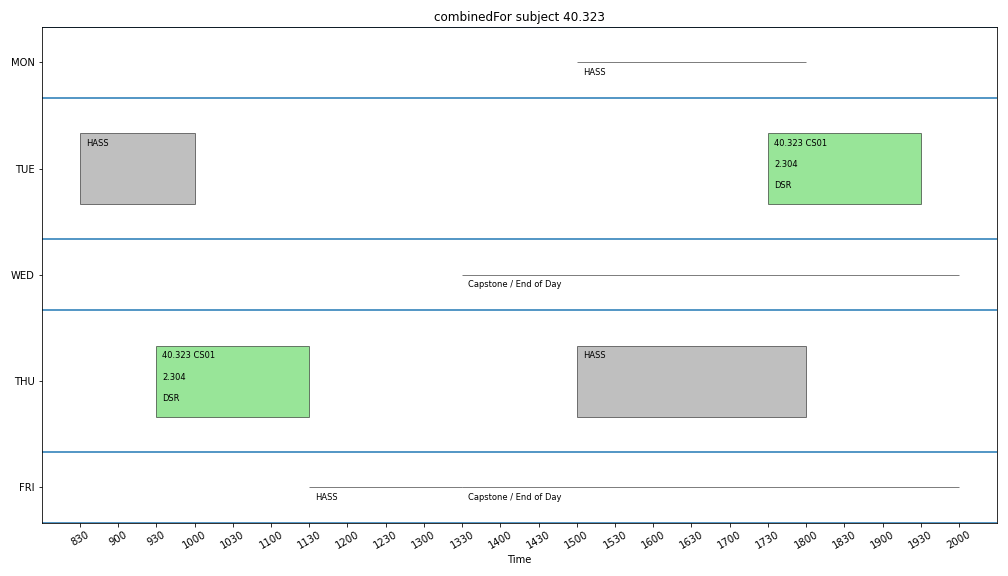 combinedFor subject 40.323
MON
HASS
TUE
HASS
40.323 CS01
2.304
DSR
WED
Capstone / End of Day
THU
40.323 CS01
2.304
DSR
HASS
FRI
HASS
Capstone / End of Day
830 900 930 1000 1030 1100 1130 1200 1230 1300 1330 1400 1430 1500 1530 1600 1630 1700 1730 1800 1830 1900 1930 2000
Time